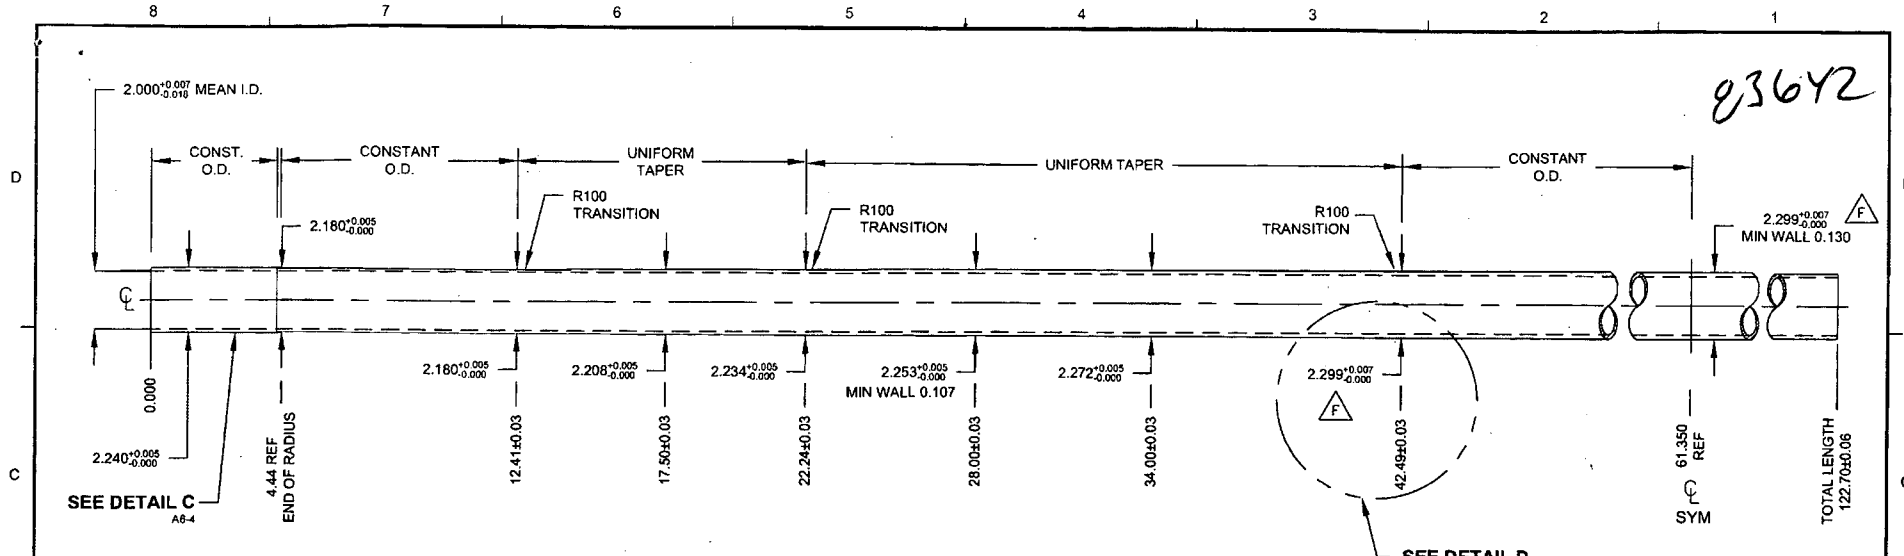 8 7 6 5 4 3 2 1
83642
2.000 +0.007 -0.018 MEAN I.D.
D
CONST. O.D.
CONSTANT O.D.
UNIFORM TAPER
UNIFORM TAPER
CONSTANT O.D.
R100 TRANSITION
R100 TRANSITION
R100 TRANSITION
2.180 +0.005 -0.000
2.299 +0.007 -0.000
MIN WALL 0.130
F
CL
2.180 +0.005 -0.000
2.208 +0.005 -0.000
2.234 +0.005 -0.000
2.253 +0.005 -0.000
MIN WALL 0.107
2.272 +0.005 -0.000
2.299 +0.007 -0.000
F
0.000
2.240 +0.005 -0.000
4.44 REF
END OF RADIUS
12.41±0.03
17.50±0.03
22.24±0.03
28.00±0.03
34.00±0.03
42.49±0.03
61.350
REF
CL
SYM
TOTAL LENGTH
122.70±0.06
C
SEE DETAIL C
A6-4
SEE DETAIL